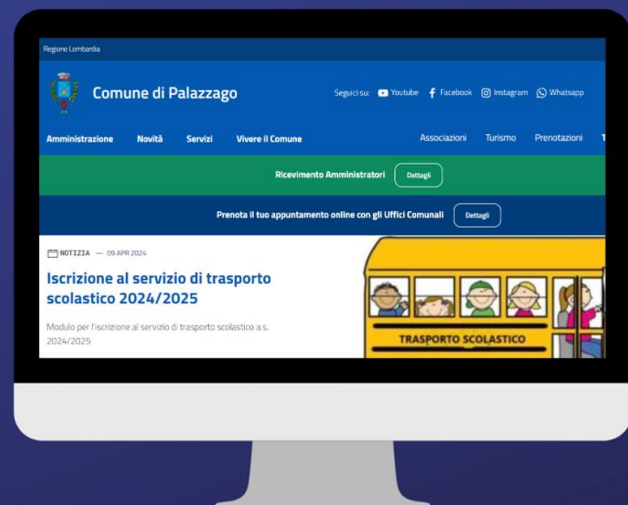 Regione Lombardia
Comune di Palazzago
Seguici su: Youtube Facebook Instagram Whatsapp
Amministrazione Novità Servizi Vivere il Comune Associazioni Turismo Prenotazioni
Ricevimento Amministratori Dettagli
Prenota il tuo appuntamento online con gli Uffici Comunali Dettagli
NOTIZIA — 09 APR 2024
Iscrizione al servizio di trasporto
scolastico 2024/2025
Modulo per l'iscrizione al servizio di trasporto scolastico a.s.
2024/2025
TRASPORTO SCOLASTICO